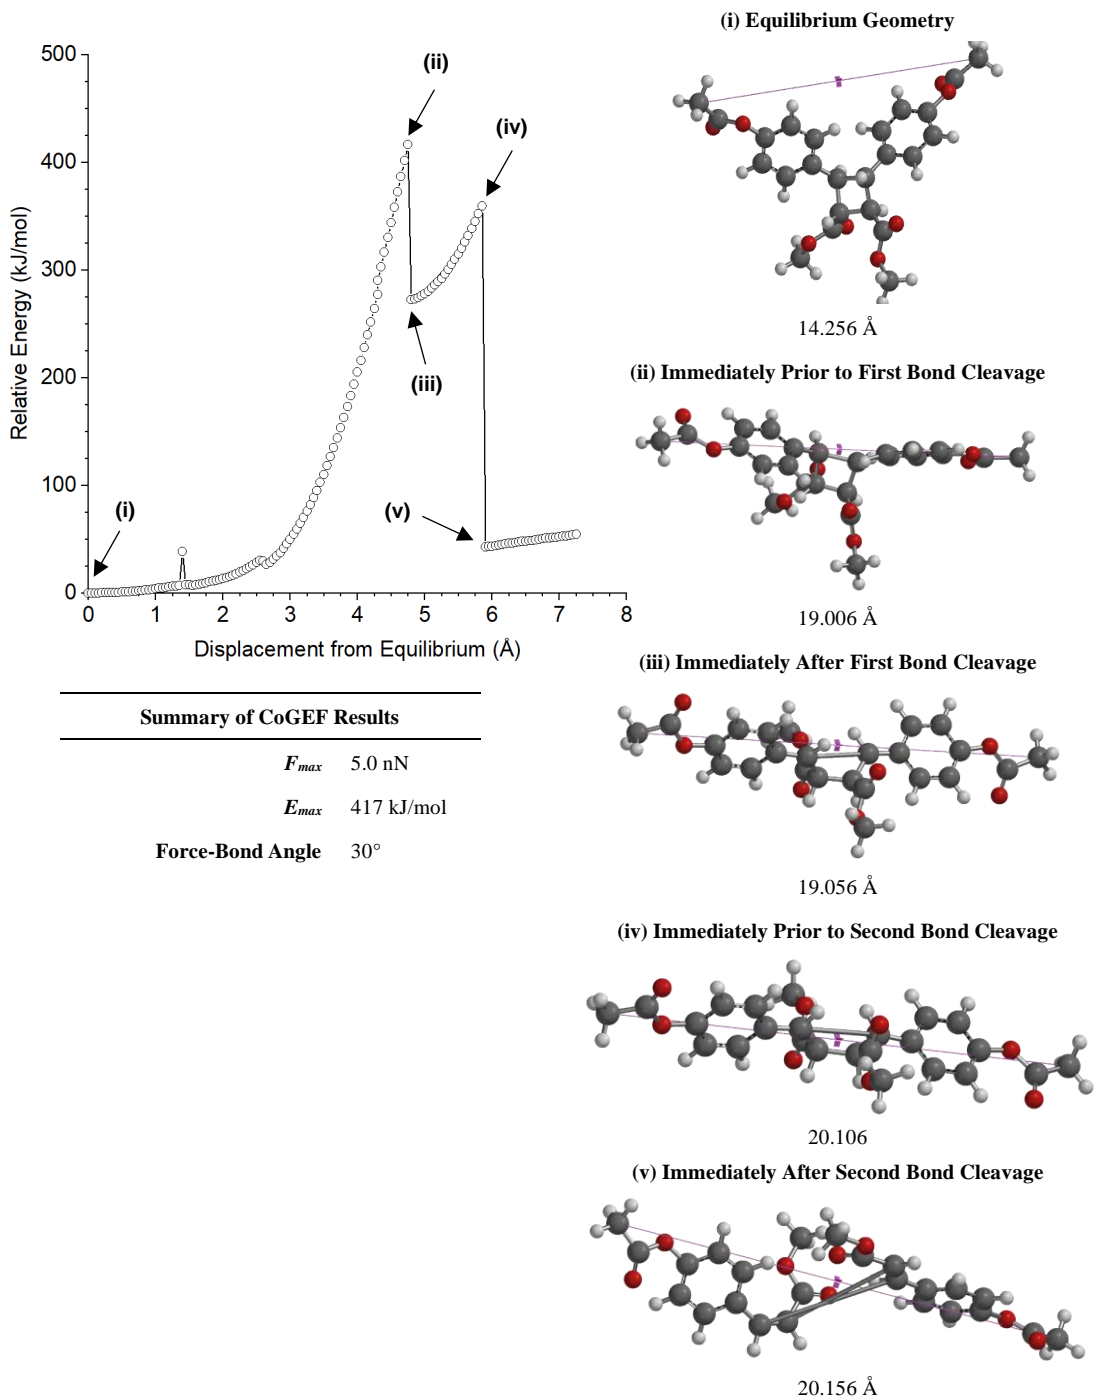 (i) Equilibrium Geometry
500
400
300
200
100
0
Relative Energy (kJ/mol)
(i)
(ii)
(iii)
(iv)
(v)
0 1 2 3 4 5 6 7 8
Displacement from Equilibrium (Å)
14.256 Å
(ii) Immediately Prior to First Bond Cleavage
19.006 Å
(iii) Immediately After First Bond Cleavage
Summary of CoGEF Results
Fmax 5.0 nN
Emax 417 kJ/mol
Force-Bond Angle 30°
19.056 Å
(iv) Immediately Prior to Second Bond Cleavage
20.106
(v) Immediately After Second Bond Cleavage
20.156 Å